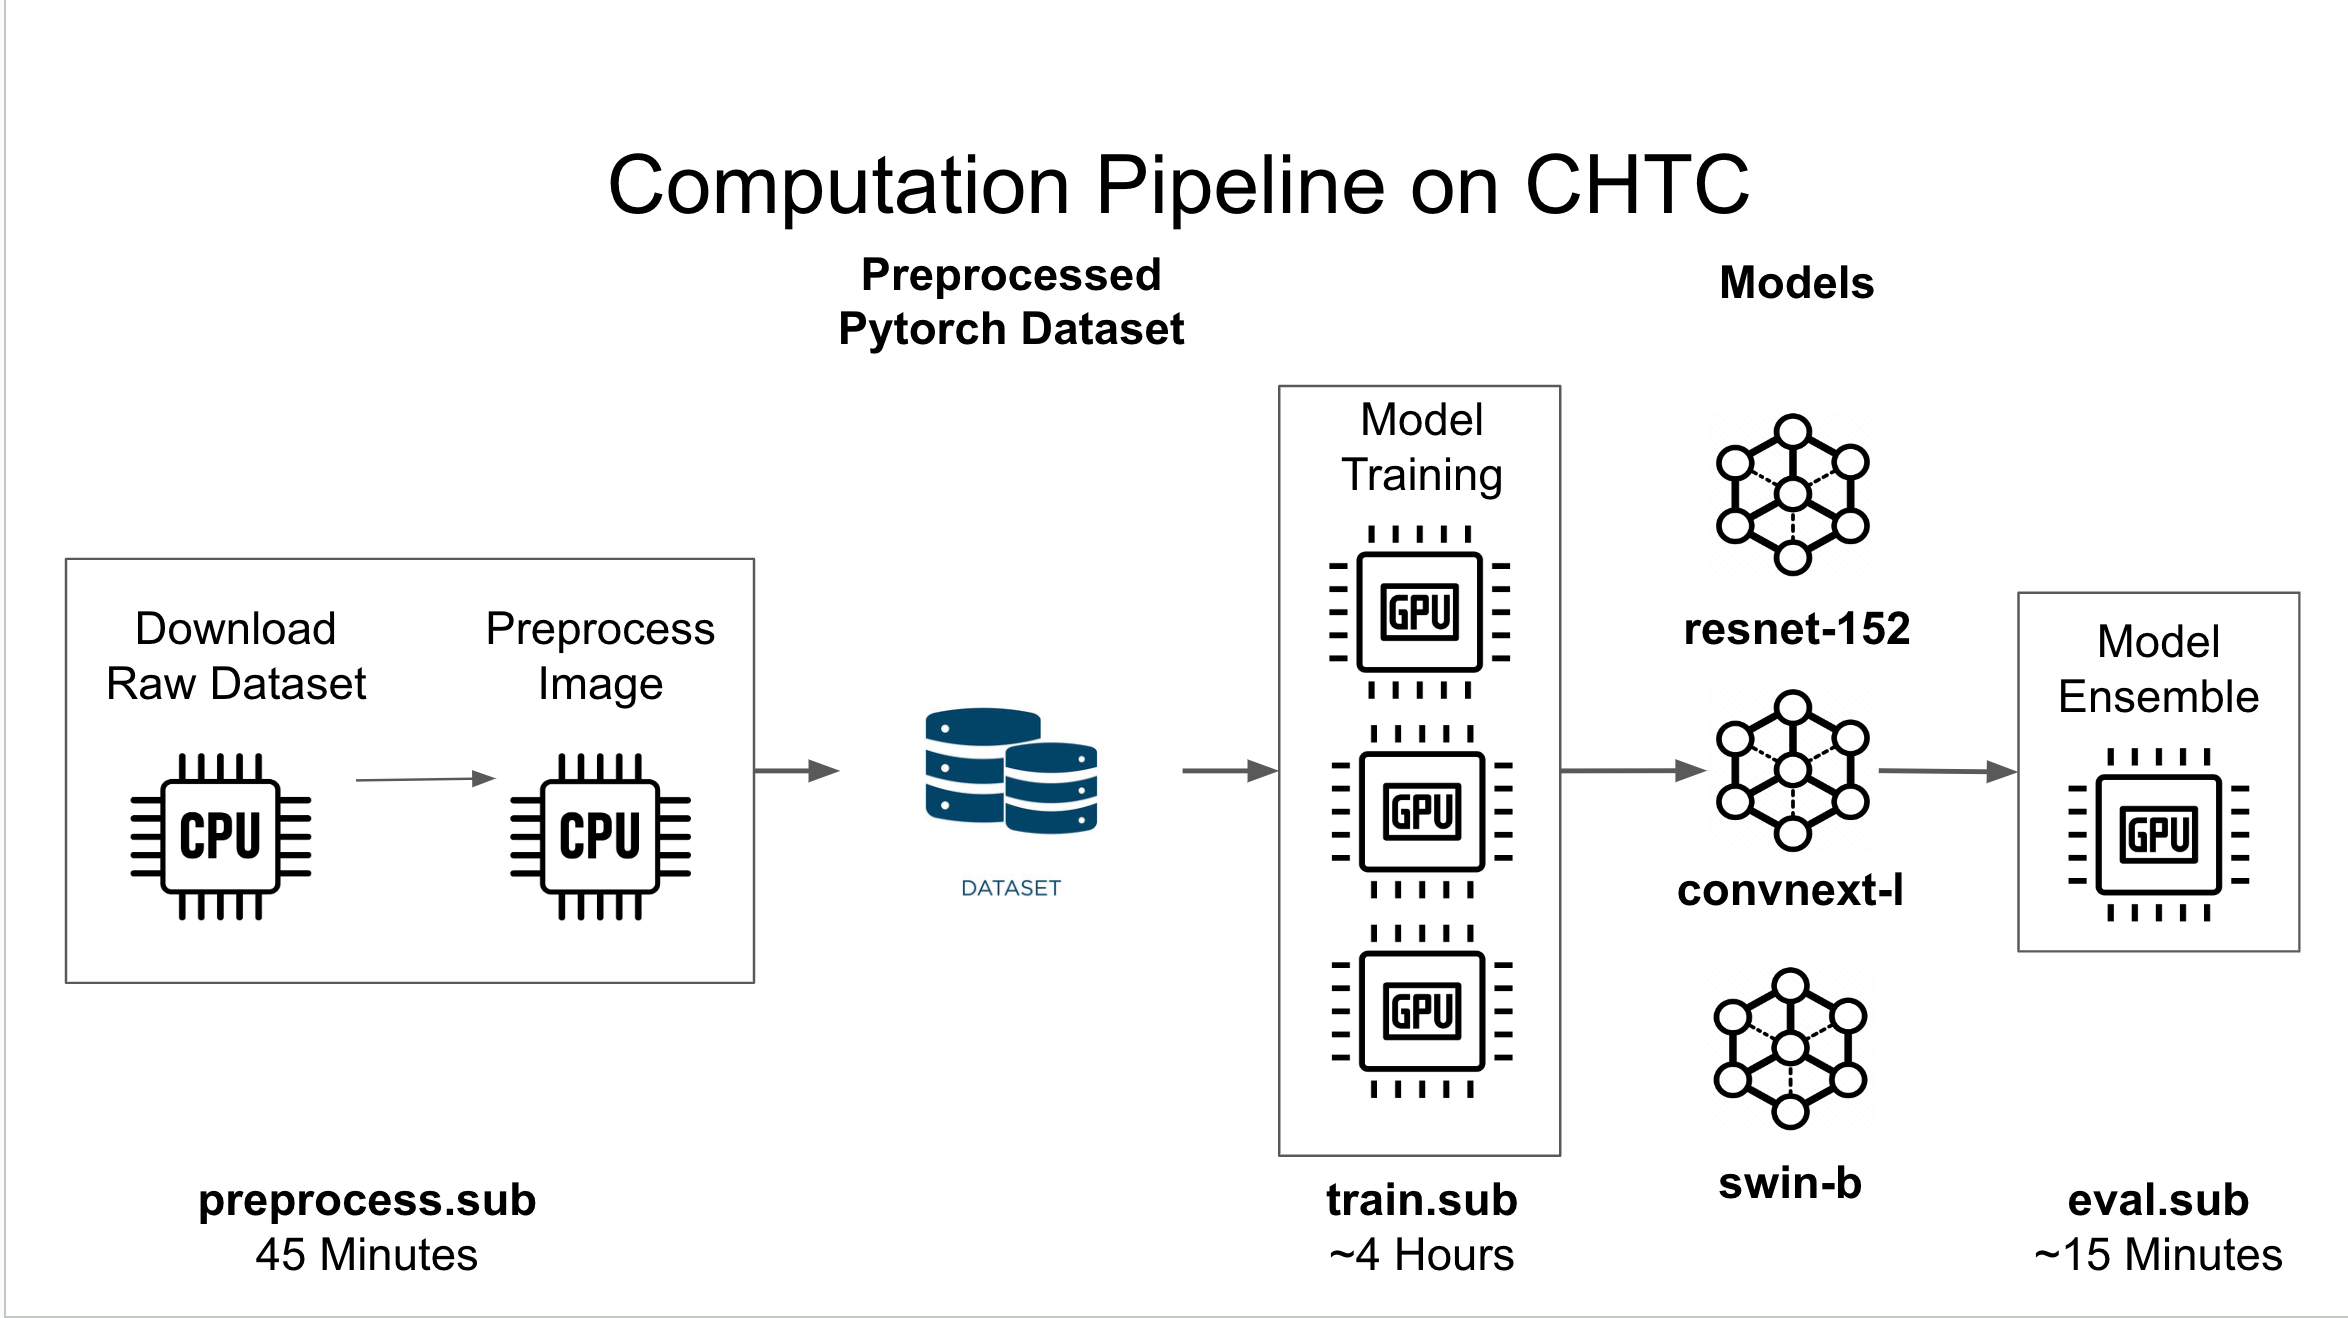 Computation Pipeline on CHTC
Preprocessed
Pytorch Dataset
Models
Download
Raw Dataset
CPU
Preprocess
Image
CPU
DATASET
Model
Training
GPU
GPU
GPU
resnet-152
convnext-l
swin-b
Model
Ensemble
GPU
preprocess.sub
45 Minutes
train.sub
~4 Hours
eval.sub
~15 Minutes